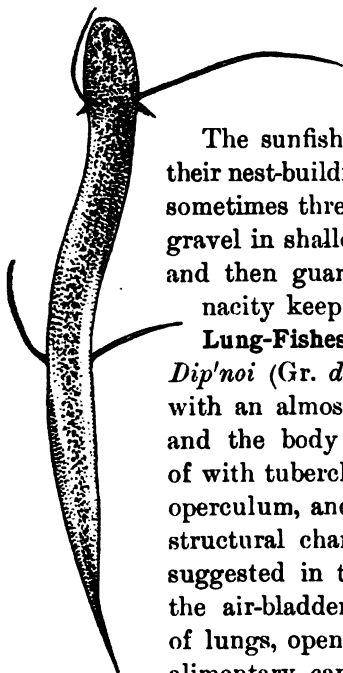 The sunfish
their nest-buildi
sometimes thre
gravel in shallo
and then guar
nacity keep
Lung-Fishes
Dip'noi (Gr. d
with an almos
and the body
of with tubercl
operculum, and
structural char
suggested in t
the air-bladder
of lungs, open
alimentary can